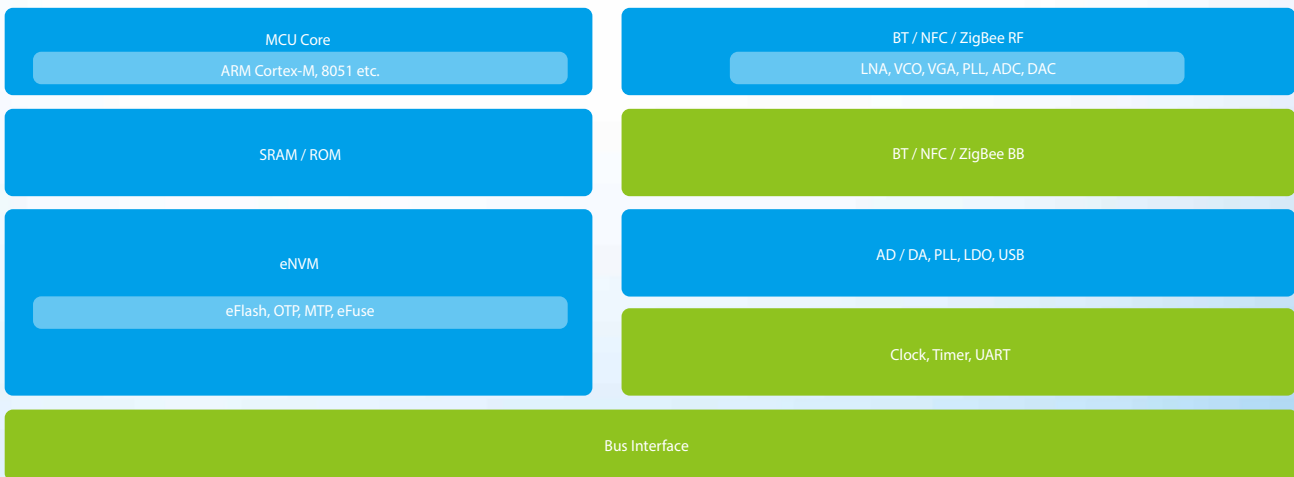 MCU Core
ARM Cortex-M, 8051 etc.
BT / NFC / ZigBee RF
LNA, VCO, VGA, PLL, ADC, DAC
SRAM / ROM
BT / NFC / ZigBee BB
eNVM
eFlash, OTP, MTP, eFuse
AD / DA, PLL, LDO, USB
Clock, Timer, UART
Bus Interface